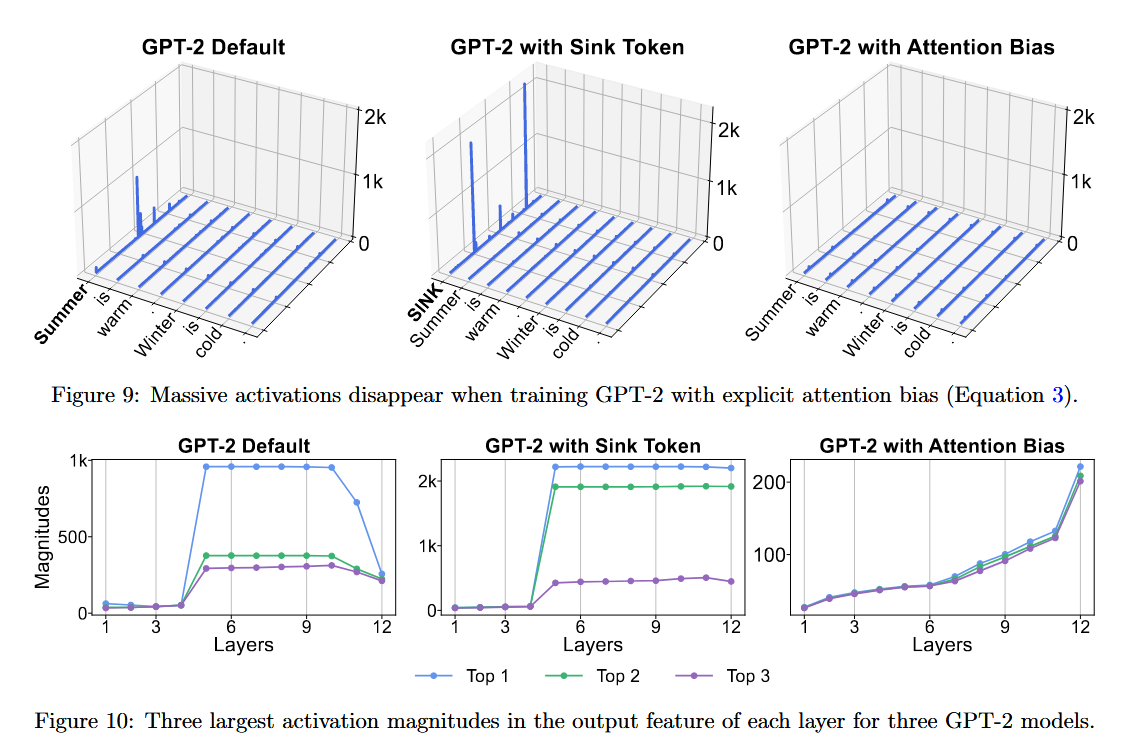 GPT-2 Default
GPT-2 with Sink Token
GPT-2 with Attention Bias
2k
1k
0
Summer
is
warm
.
Winter
is
cold
.
2k
1k
0
SINK
Summer
is
warm
.
Winter
is
cold
.
2k
1k
0
Summer
is
warm
.
Winter
is
cold
.
Figure 9: Massive activations disappear when training GPT-2 with explicit attention bias (Equation 3).
GPT-2 Default
GPT-2 with Sink Token
GPT-2 with Attention Bias
Magnitudes
1k
500
0
1 3 6 9 12
Layers
2k
1k
0
1 3 6 9 12
Layers
200
100
1 3 6 9 12
Layers
Top 1 Top 2 Top 3
Figure 10: Three largest activation magnitudes in the output feature of each layer for three GPT-2 models.